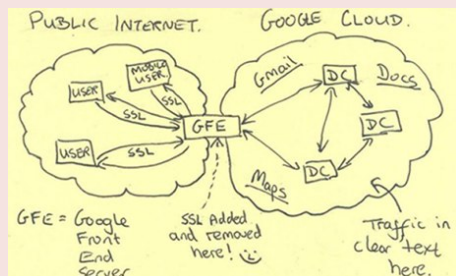 PUBLIC INTERNET.
GOOGLE CLOUD.
MOBILE
USER
USER
SSL
SSL
USER
SSL
GFE
Gmail
DC
Docs
DC
DC
Maps
GFE = Google
Front
End
Server
SSL Added
and removed
here!
Traffic in
clear text
here.